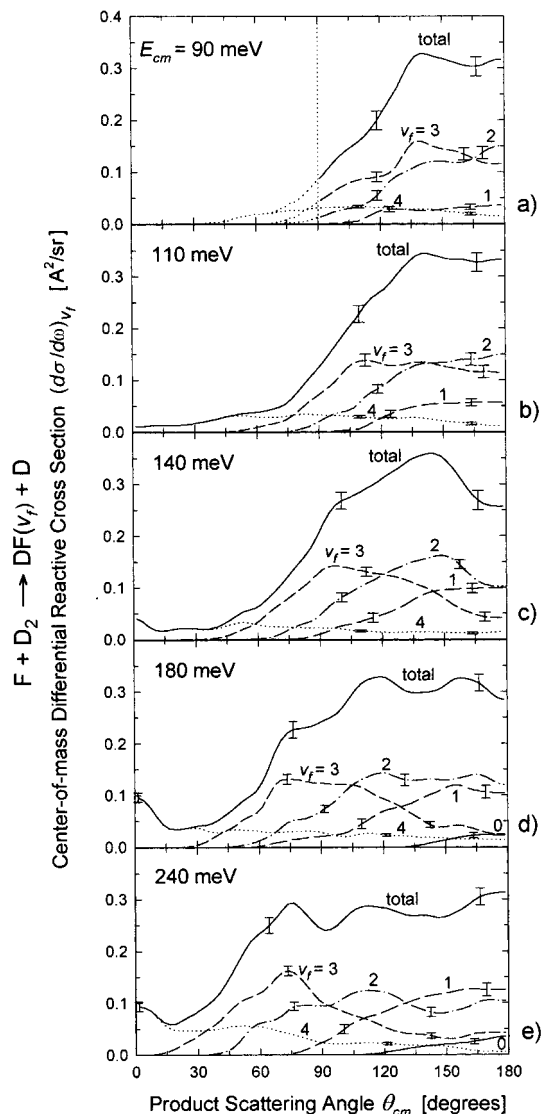 F + D₂ → DF(v_f) + D
Center-of-mass Differential Reactive Cross Section (dσ/dω)_{v_f} [A²/sr]
0.4
0.3
0.2
0.1
0.0
E_cm = 90 meV
total
v_f = 3
2
4
1
a)
0.3
0.2
0.1
0.0
110 meV
total
v_f = 3
2
1
4
b)
0.3
0.2
0.1
0.0
140 meV
total
v_f = 3
2
1
4
c)
0.3
0.2
0.1
0.0
180 meV
total
v_f = 3
2
1
4
0
d)
0.3
0.2
0.1
0.0
240 meV
total
v_f = 3
2
1
4
0
e)
0 30 60 90 120 150 180
Product Scattering Angle θ_cm [degrees]